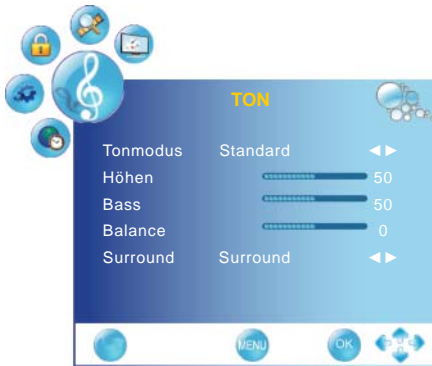 TON
Tonmodus Standard
Höhen 50
Bass 50
Balance 0
Surround Surround
MENU OK